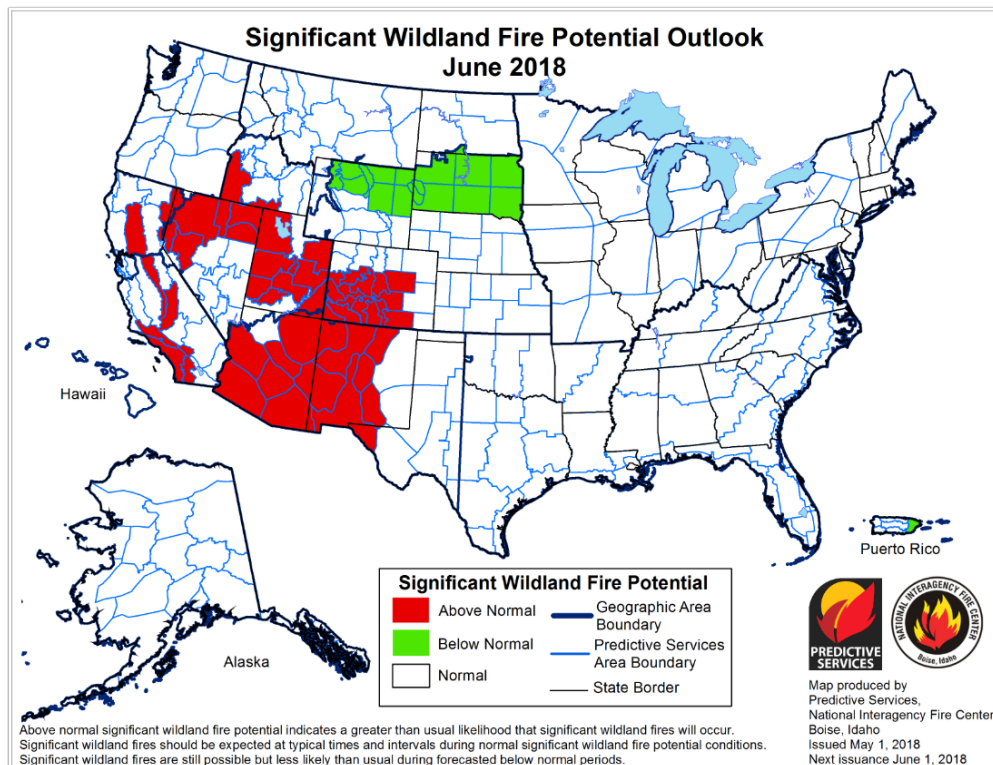 Significant Wildland Fire Potential Outlook
June 2018
Hawaii
Alaska
Puerto Rico
Significant Wildland Fire Potential
Above Normal
Below Normal
Normal
Geographic Area
Boundary
Predictive Services
Area Boundary
State Border
PREDICTIVE
SERVICES
NATIONAL INTERAGENCY FIRE CENTER
Boise, Idaho
Map produced by
Predictive Services,
National Interagency Fire Center
Boise, Idaho
Issued May 1, 2018
Next issuance June 1, 2018
Above normal significant wildland fire potential indicates a greater than usual likelihood that significant wildland fires will occur.
Significant wildland fires should be expected at typical times and intervals during normal significant wildland fire potential conditions.
Significant wildland fires are still possible but less likely than usual during forecasted below normal periods.